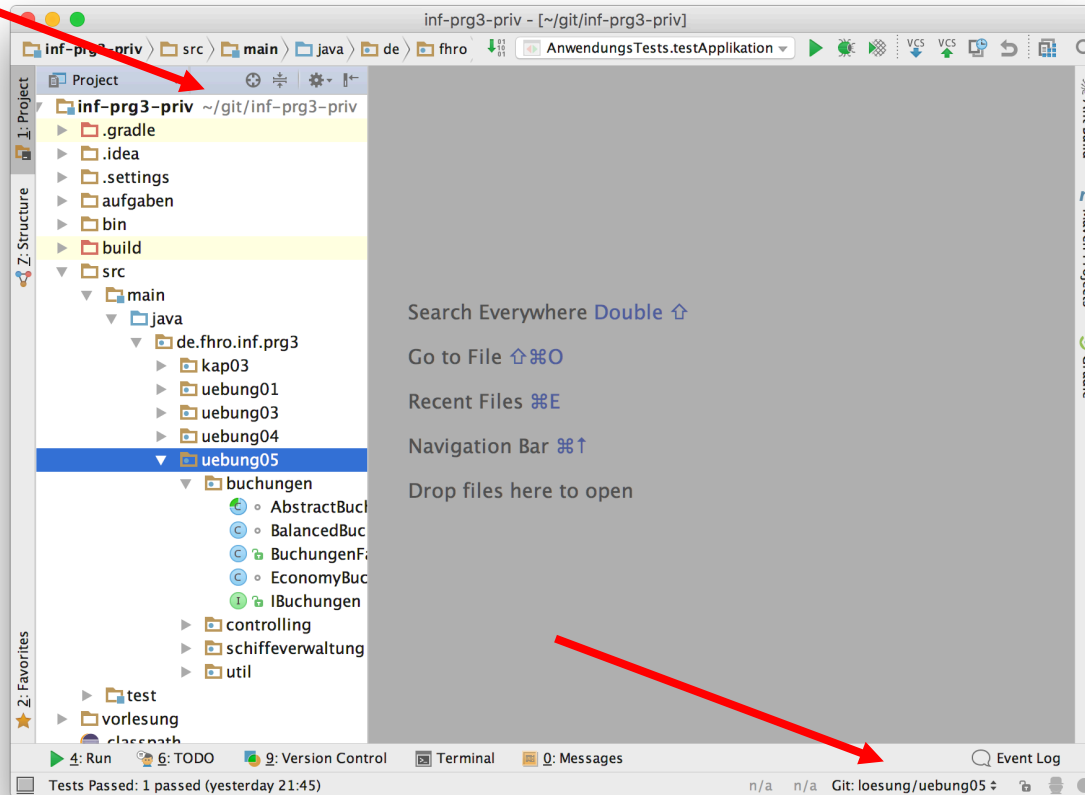 inf-prg3-priv - [~/git/inf-prg3-priv]
inf-prg3-priv src main java de fhro AnwendungsTests.testApplikation VCS VCS
1: Project
Project
inf-prg3-priv ~/git/inf-prg3-priv
.gradle
.idea
.settings
aufgaben
bin
build
Z: Structure
src
main
java
de.fhro.inf.prg3
kap03
uebung01
uebung03
uebung04
uebung05
buchungen
AbstractBuch
BalancedBuc
BuchungenFa
EconomyBuc
IBuchungen
controlling
schiffeverwaltung
util
2: Favorites
test
vorlesung
.classpath
Search Everywhere Double ⇧
Go to File ⇧⌘O
Recent Files ⌘E
Navigation Bar ⌘↑
Drop files here to open
4: Run 6: TODO 9: Version Control Terminal 0: Messages Event Log
Tests Passed: 1 passed (yesterday 21:45) n/a n/a Git: loesung/uebung05